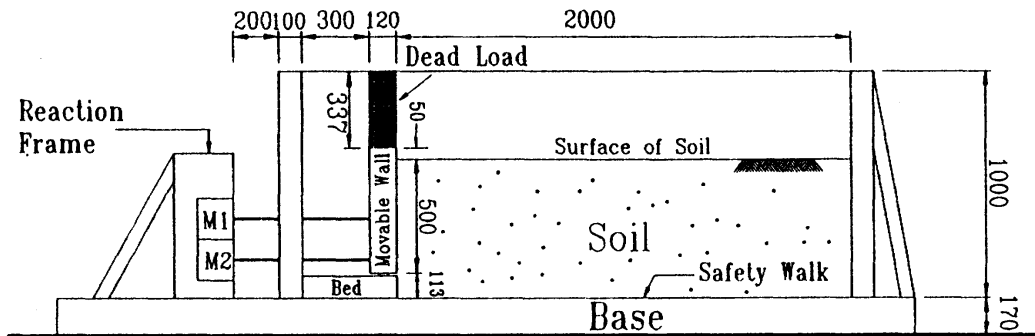 200 100 300 120 2000
Dead Load
Reaction
Frame
337
50
Surface of Soil
1000
Movable Wall
500
M1
M2
Soil
Safety Walk
Bed
113
Base
170